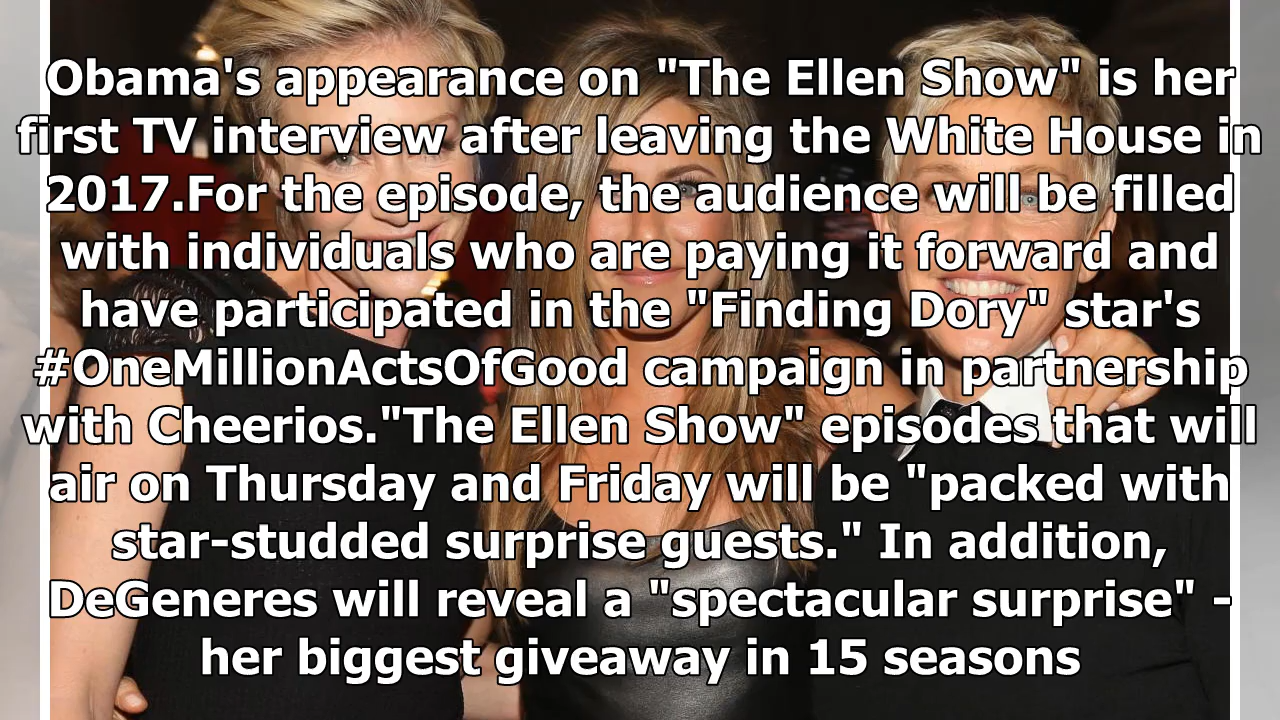 Obama's appearance on "The Ellen Show" is her
first TV interview after leaving the White House in
2017.For the episode, the audience will be filled
with individuals who are paying it forward and
have participated in the "Finding Dory" star's
#OneMillionActsOfGood campaign in partnership
with Cheerios."The Ellen Show" episodes that will
air on Thursday and Friday will be "packed with
star-studded surprise guests." In addition,
DeGeneres will reveal a "spectacular surprise" -
her biggest giveaway in 15 seasons